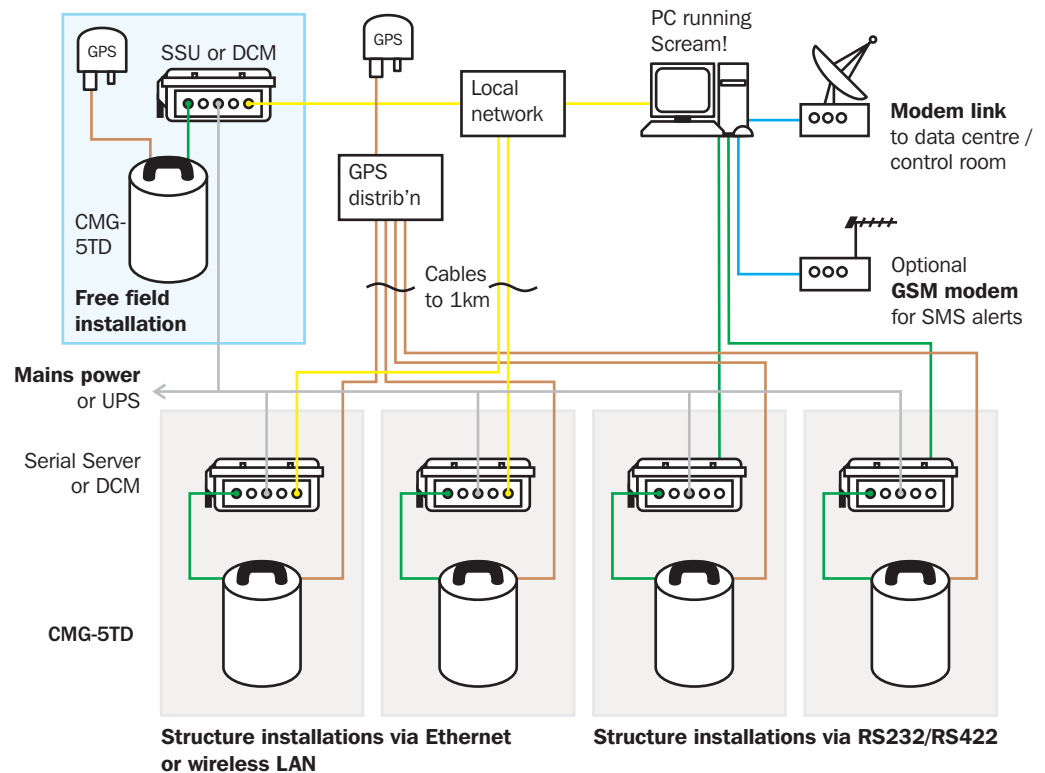 GPS
SSU or DCM
CMG-
5TD
Free field
installation
GPS
GPS
distrib’n
Local
network
PC running
Scream!
Modem link
to data centre /
control room
Optional
GSM modem
for SMS alerts
Cables
to 1km
Mains power
or UPS
Serial Server
or DCM
CMG-5TD
Structure installations via Ethernet
or wireless LAN
Structure installations via RS232/RS422